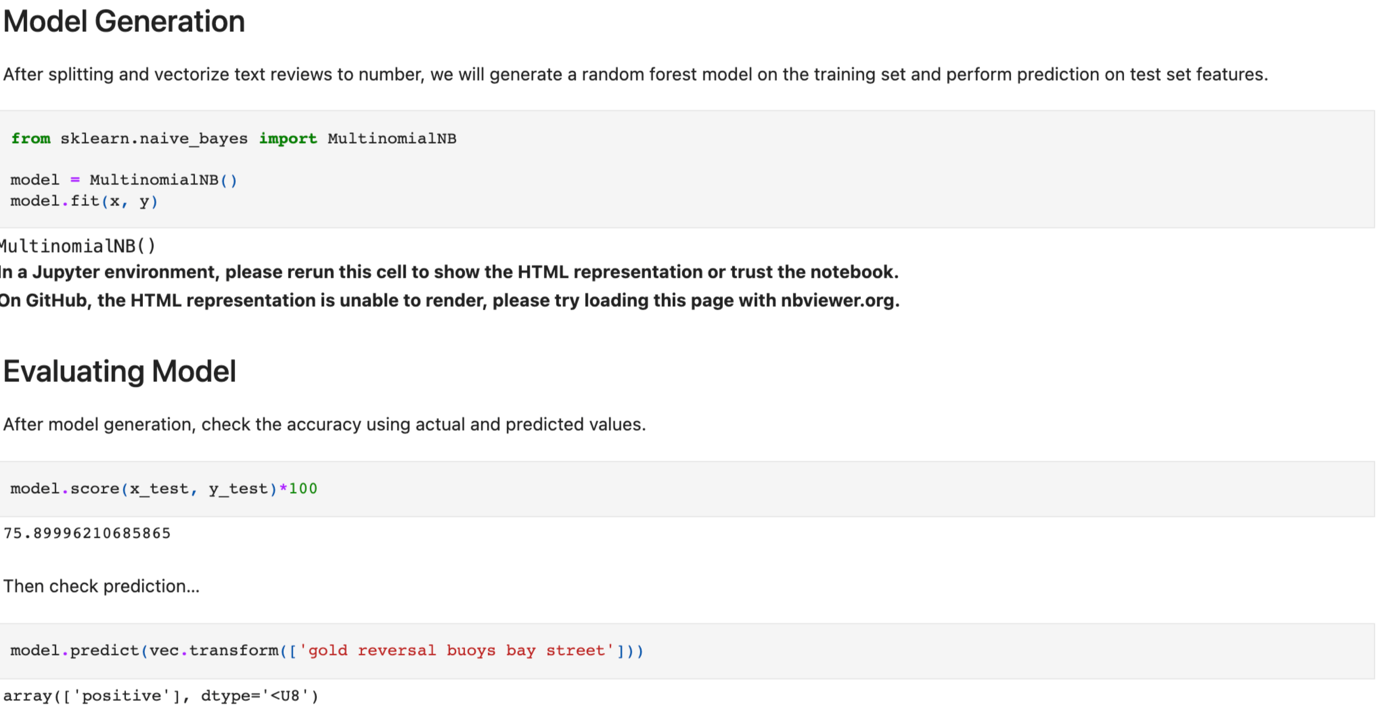 Model Generation
After splitting and vectorize text reviews to number, we will generate a random forest model on the training set and perform prediction on test set features.
from sklearn.naive_bayes import MultinomialNB
model = MultinomialNB()
model.fit(x, y)
MultinomialNB()
In a Jupyter environment, please rerun this cell to show the HTML representation or trust the notebook.
On GitHub, the HTML representation is unable to render, please try loading this page with nbviewer.org.
Evaluating Model
After model generation, check the accuracy using actual and predicted values.
model.score(x_test, y_test)*100
75.89996210685865
Then check prediction...
model.predict(vec.transform(['gold reversal buoys bay street']))
array(['positive'], dtype='<U8')